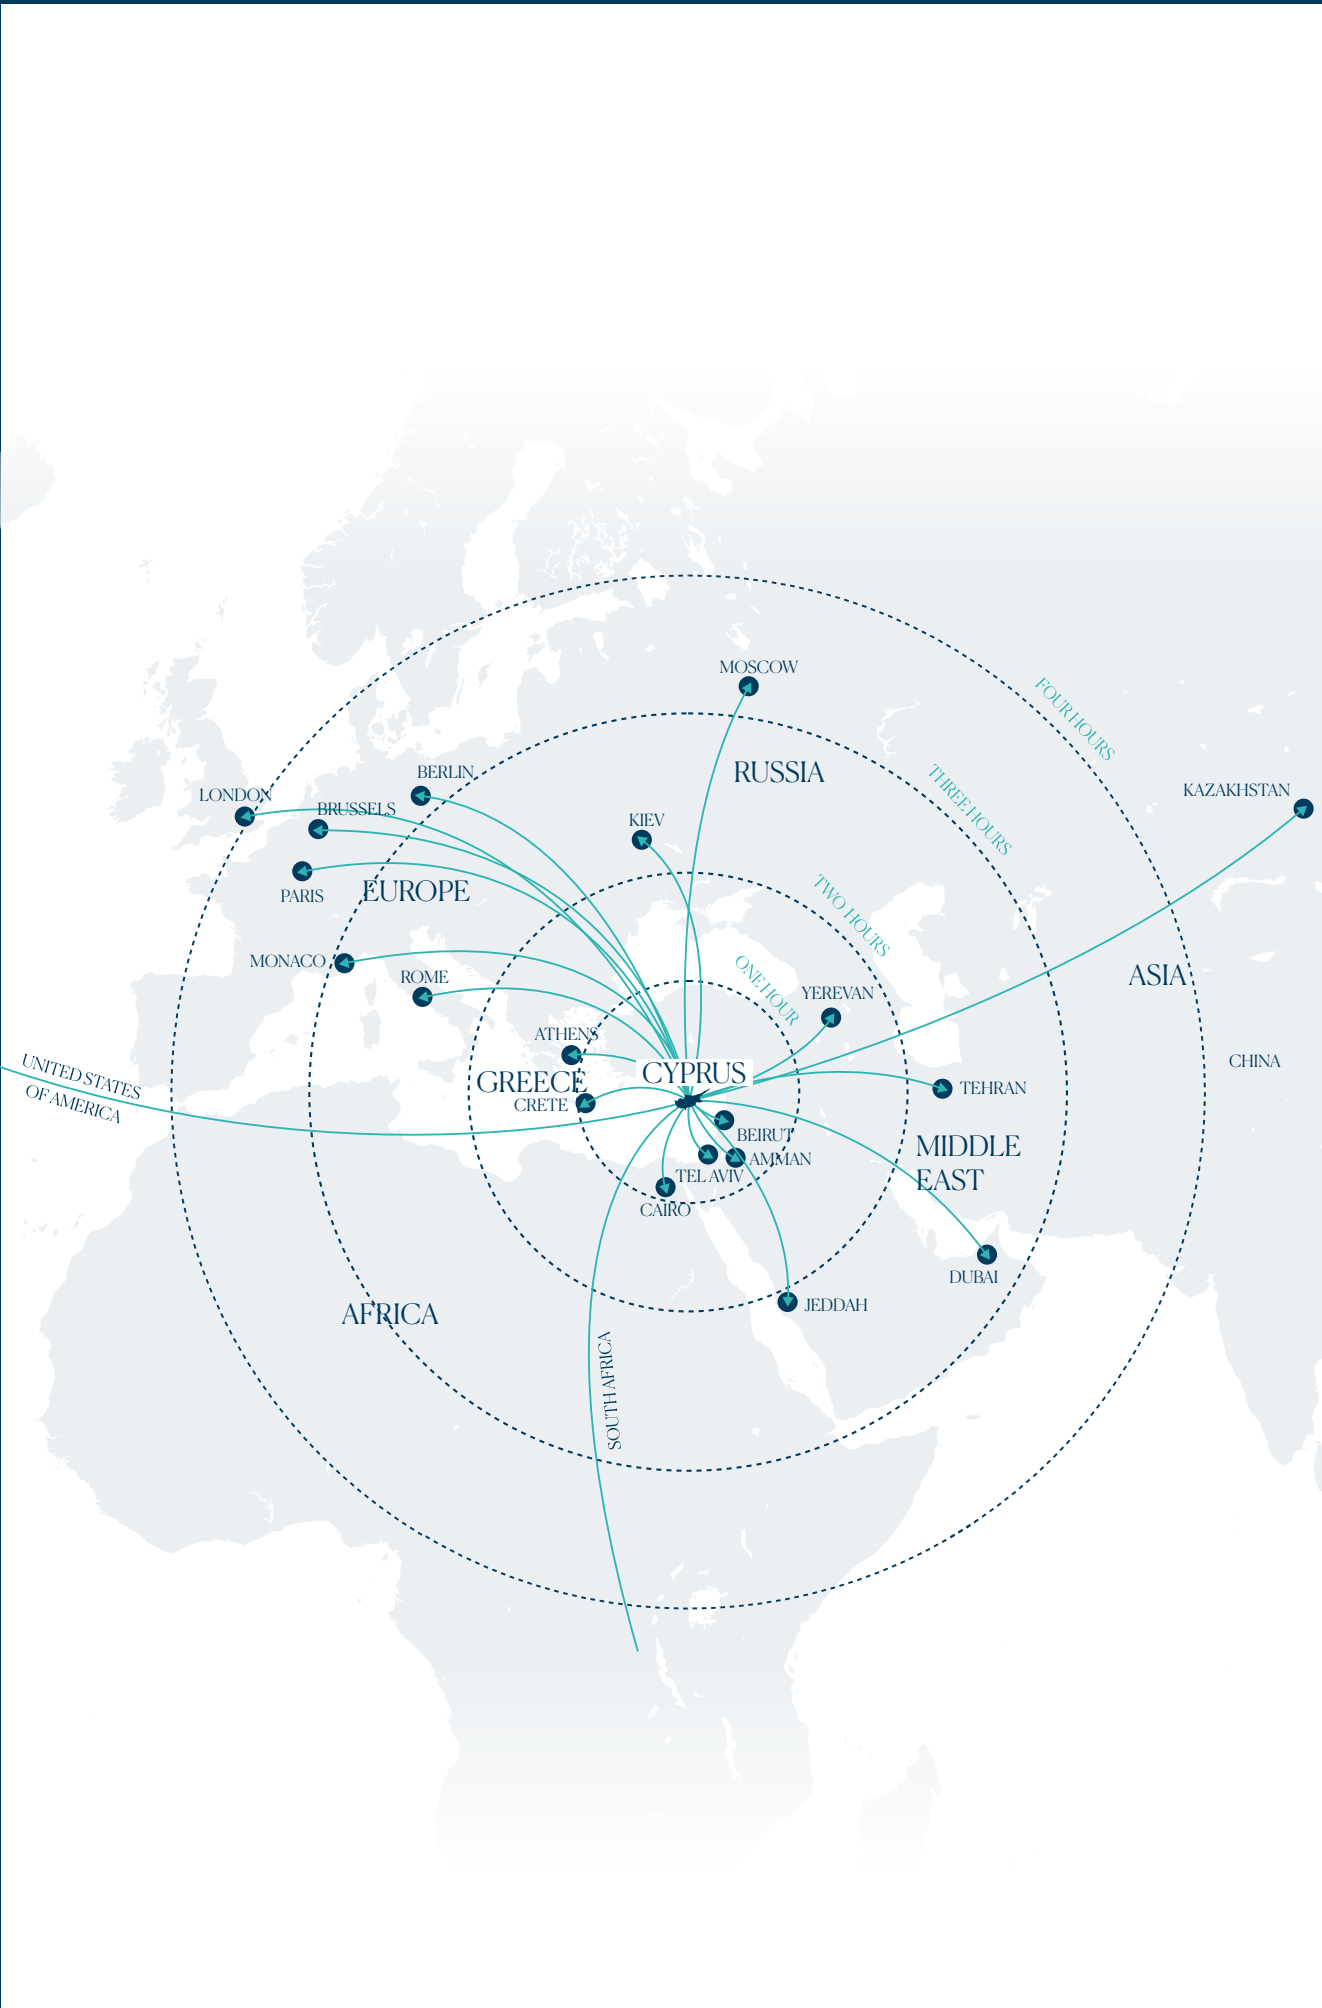 MOSCOW
FOUR HOURS
RUSSIA
THREE HOURS
BERLIN
LONDON
BRUSSELS
KAZAKHSTAN
KIEV
PARIS
EUROPE
TWO HOURS
MONACO
ROME
ONE HOUR
YEREVAN
ASIA
ATHENS
CYPRUS
GREECE
CRETE
UNITED STATES
OF AMERICA
CHINA
TEHRAN
BEIRUT
AMMAN
TEL AVIV
CAIRO
MIDDLE
EAST
DUBAI
JEDDAH
AFRICA
SOUTH AFRICA